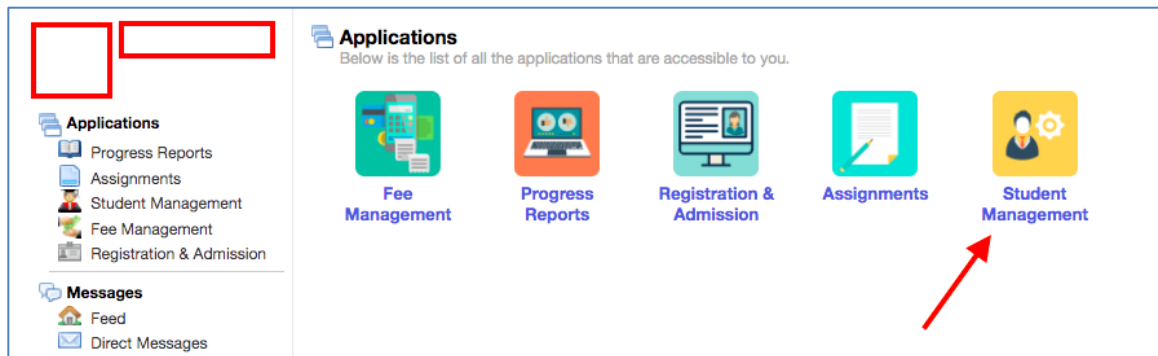 Applications
Progress Reports
Assignments
Student Management
Fee Management
Registration & Admission
Messages
Feed
Direct Messages
Applications
Below is the list of all the applications that are accessible to you.
Fee
Management
Progress
Reports
Registration &
Admission
Assignments
Student
Management